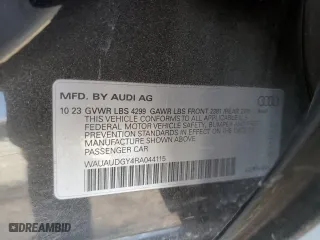 MFD. BY AUDI AG
10 23 GVWR LBS 4299 GAWR LBS FRONT REAR
THIS VEHICLE CONFORMS TO ALL APPLICABLE
FEDERAL MOTOR VEHICLE SAFETY, BUMPER AND
THEFT PREVENTION STANDARDS IN EFFECT ON THE
DATE OF MANUFACTURE SHOWN ABOVE.
PASSENGER CAR
WAUAUDGY4RA044115
AUTOBIDMASTER